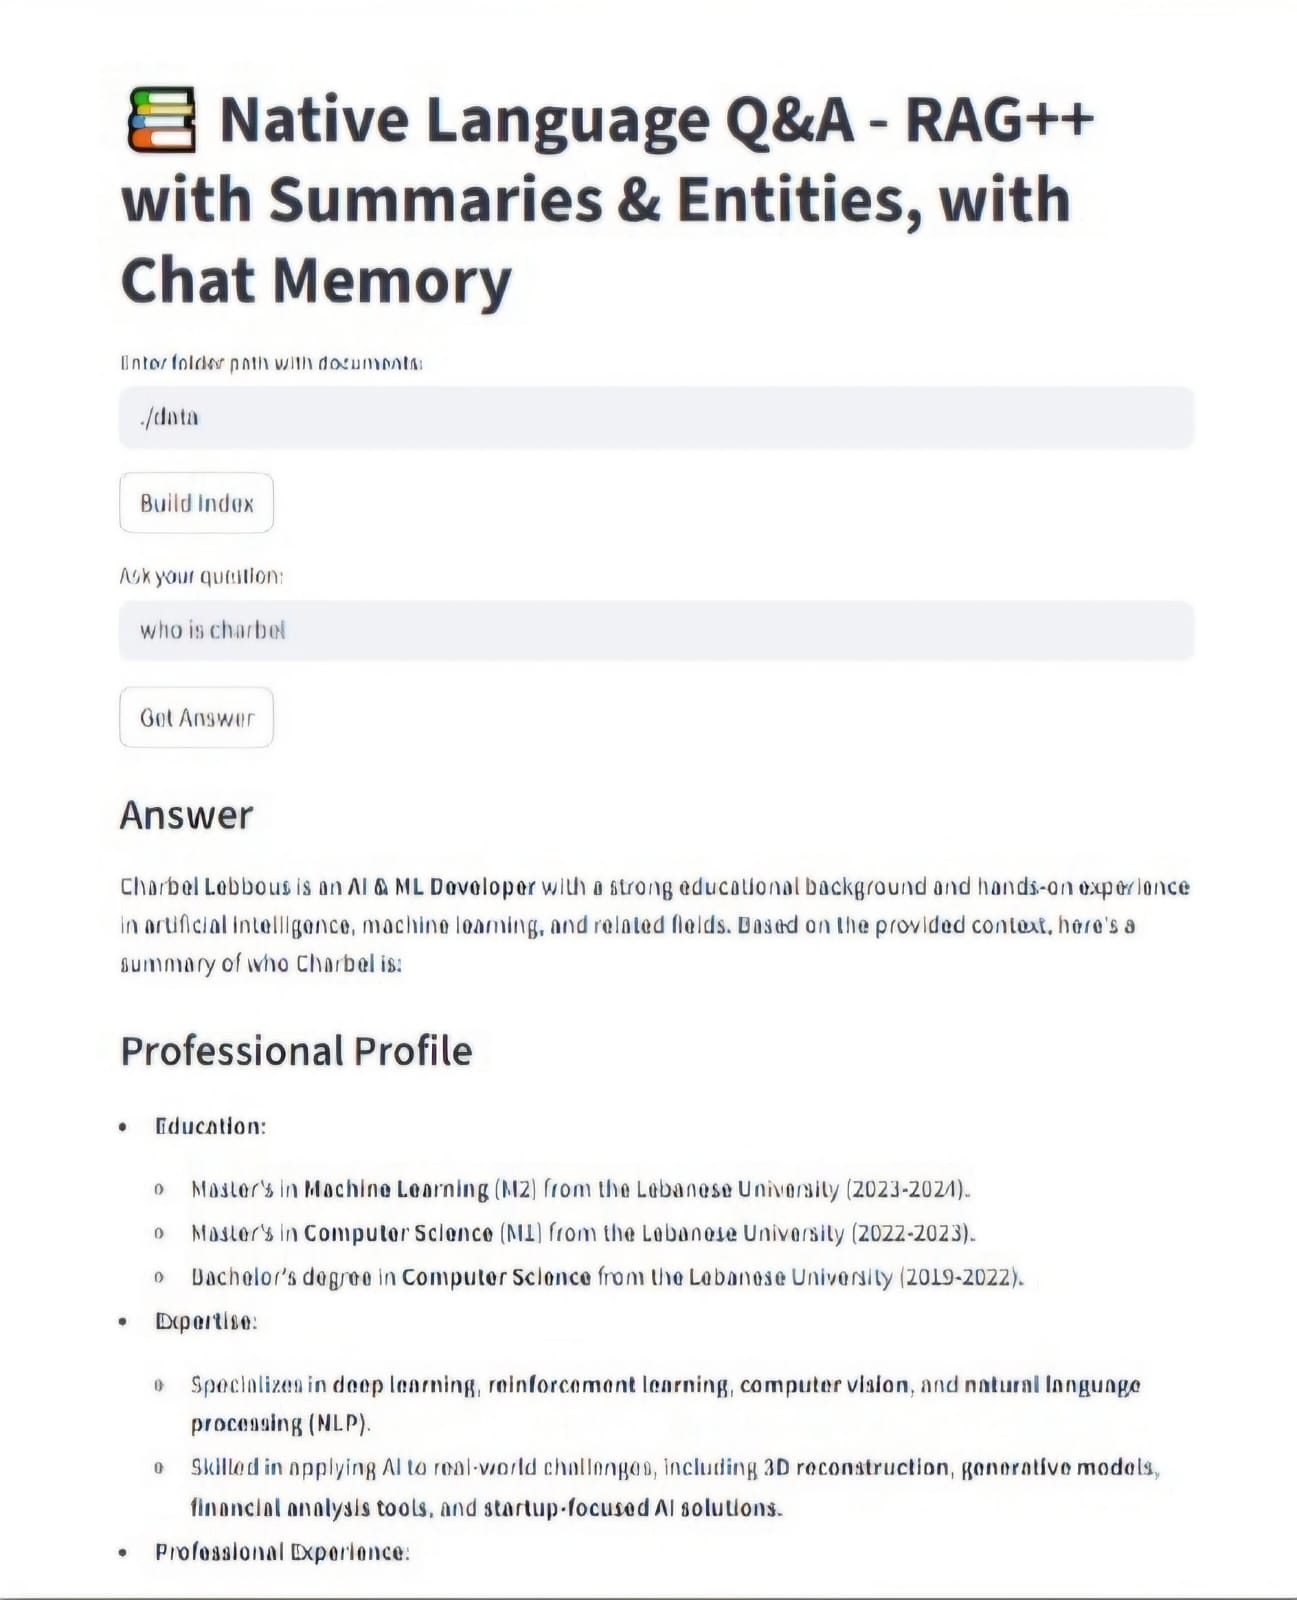 Native Language Q&A - RAG++
with Summaries & Entities, with
Chat Memory
Enter folder path with documents:
./data
Build Index
Ask your question:
who is charbel
Get Answer
Answer
Charbel Lebbous is an AI & ML Developer with a strong educational background and hands-on experience
in artificial intelligence, machine learning, and related fields. Based on the provided context, here's a
summary of who Charbel is:
Professional Profile
• Education:
o Master's in Machine Learning (M2) from the Lebanese University (2023-2024).
o Master's in Computer Science (M1) from the Lebanese University (2022-2023).
o Bachelor's degree in Computer Science from the Lebanese University (2019-2022).
• Expertise:
o Specializes in deep learning, reinforcement learning, computer vision, and natural language
processing (NLP).
o Skilled in applying AI to real-world challenges, including 3D reconstruction, generative models,
financial analysis tools, and startup-focused AI solutions.
• Professional Experience: